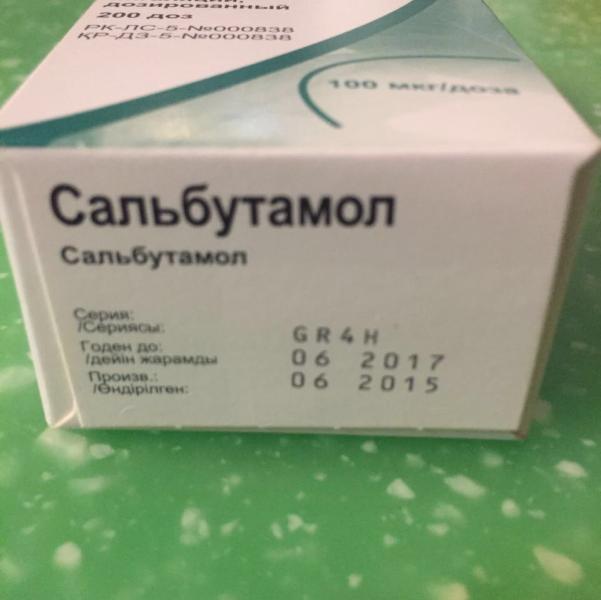 дозированный
200 доз
РК-ЛС-5-№000838
ҚР-ДЗ-5-№000838
100 мкг/доза
Сальбутамол
Сальбутамол
Серия:
/Сериясы:
GR4H
Годен до:
/дейін жарамды
06 2017
Произв.:
/Өндірілген:
06 2015